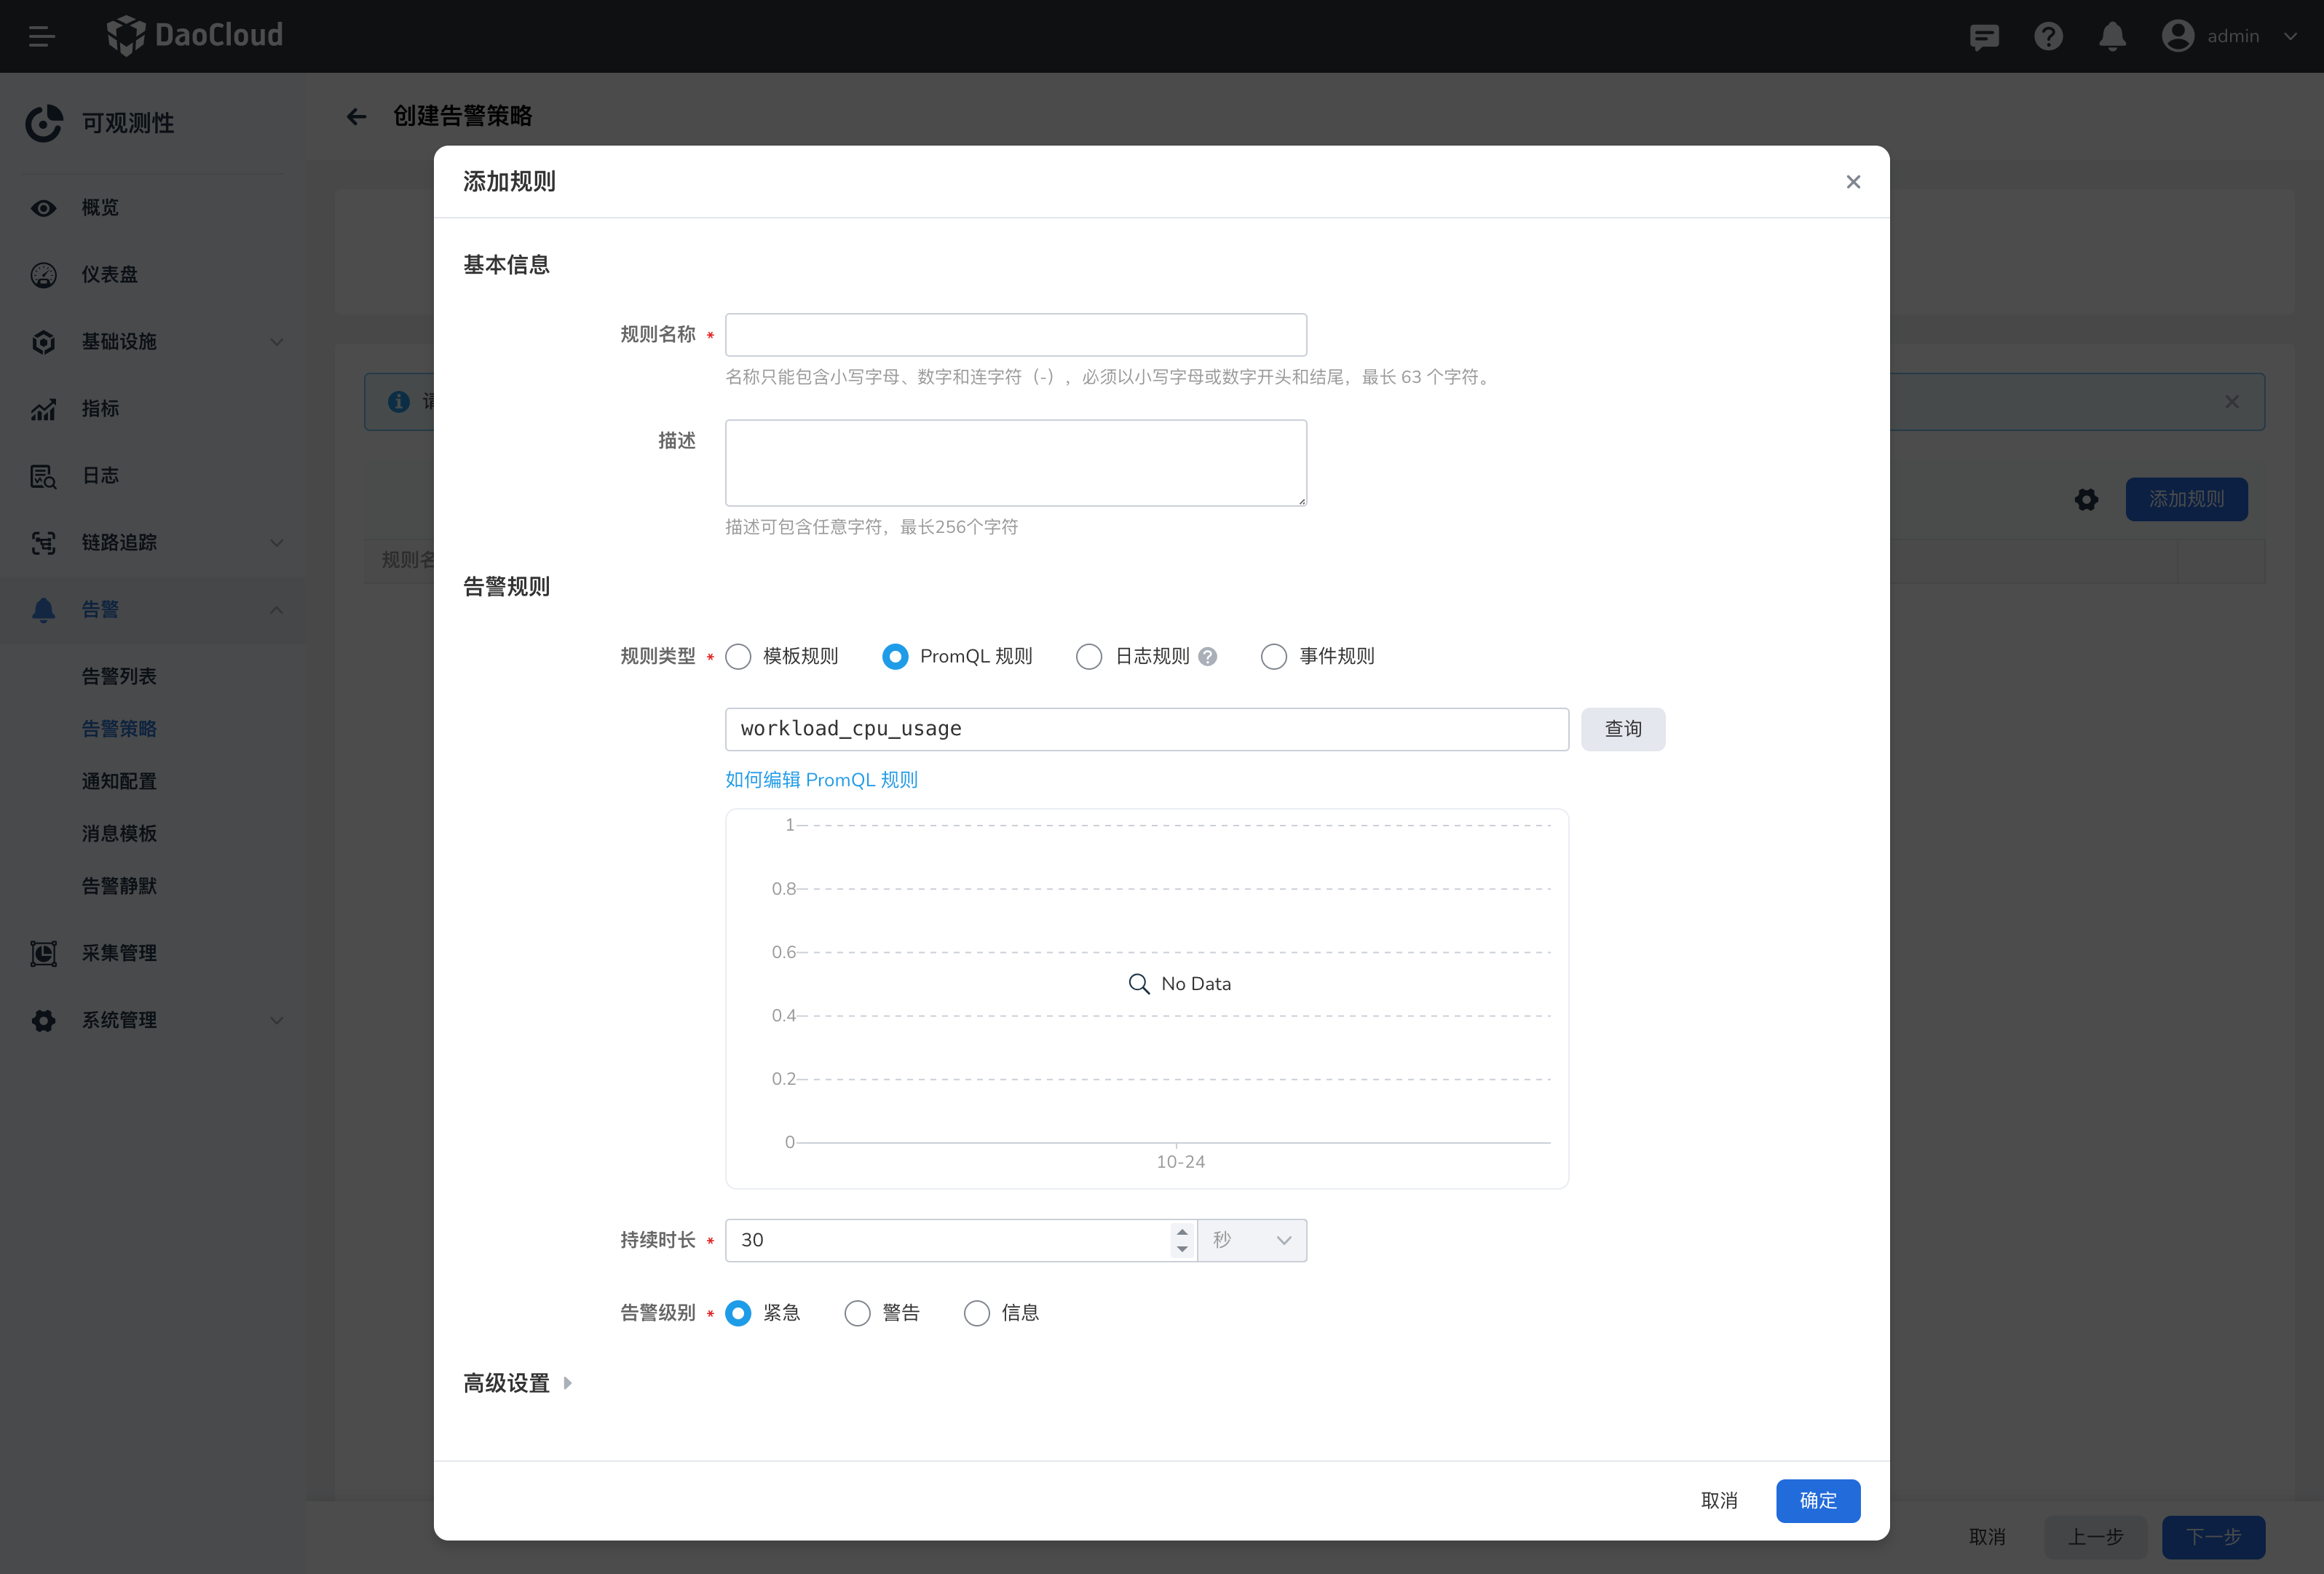 DaoCloud
admin
可观测性
概览
仪表盘
基础设施
指标
日志
链路追踪
告警
告警列表
告警策略
通知配置
消息模板
告警静默
采集管理
系统管理
创建告警策略
请
添加规则
规则名
添加规则
基本信息
规则名称 *
名称只能包含小写字母、数字和连字符（-），必须以小写字母或数字开头和结尾，最长 63 个字符。
描述
描述可包含任意字符，最长256个字符
告警规则
规则类型 * 模板规则 PromQL 规则 日志规则 事件规则
workload_cpu_usage 查询
如何编辑 PromQL 规则
1
0.8
0.6
No Data
0.4
0.2
0
10-24
持续时长 * 30 秒
告警级别 * 紧急 警告 信息
高级设置
取消 确定
取消 上一步 下一步